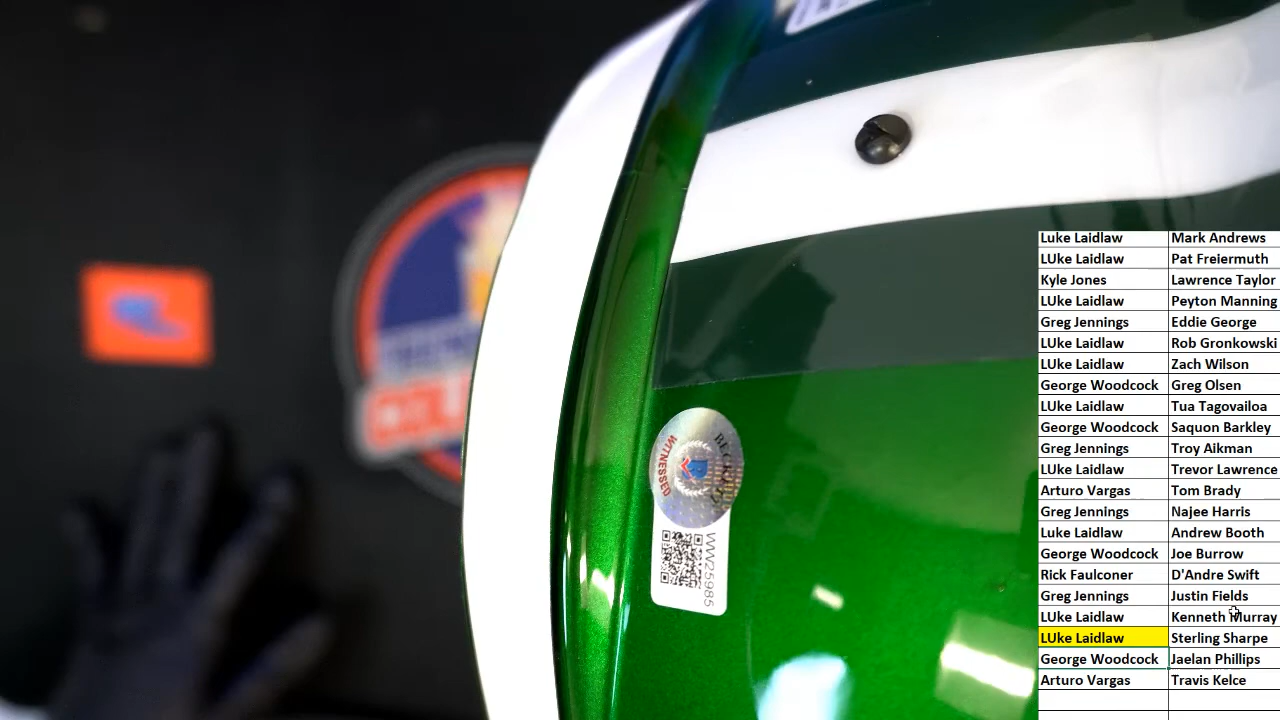 WITNESSED
BECKETT
WW25985
Luke Laidlaw Mark Andrews
LUke Laidlaw Pat Freiermuth
Kyle Jones Lawrence Taylor
LUke Laidlaw Peyton Manning
Greg Jennings Eddie George
LUke Laidlaw Rob Gronkowski
LUke Laidlaw Zach Wilson
George Woodcock Greg Olsen
LUke Laidlaw Tua Tagovailoa
George Woodcock Saquon Barkley
Greg Jennings Troy Aikman
LUke Laidlaw Trevor Lawrence
Arturo Vargas Tom Brady
Greg Jennings Najee Harris
Luke Laidlaw Andrew Booth
George Woodcock Joe Burrow
Rick Faulconer D'Andre Swift
Greg Jennings Justin Fields
LUke Laidlaw Kenneth Murray
LUke Laidlaw Sterling Sharpe
George Woodcock Jaelan Phillips
Arturo Vargas Travis Kelce